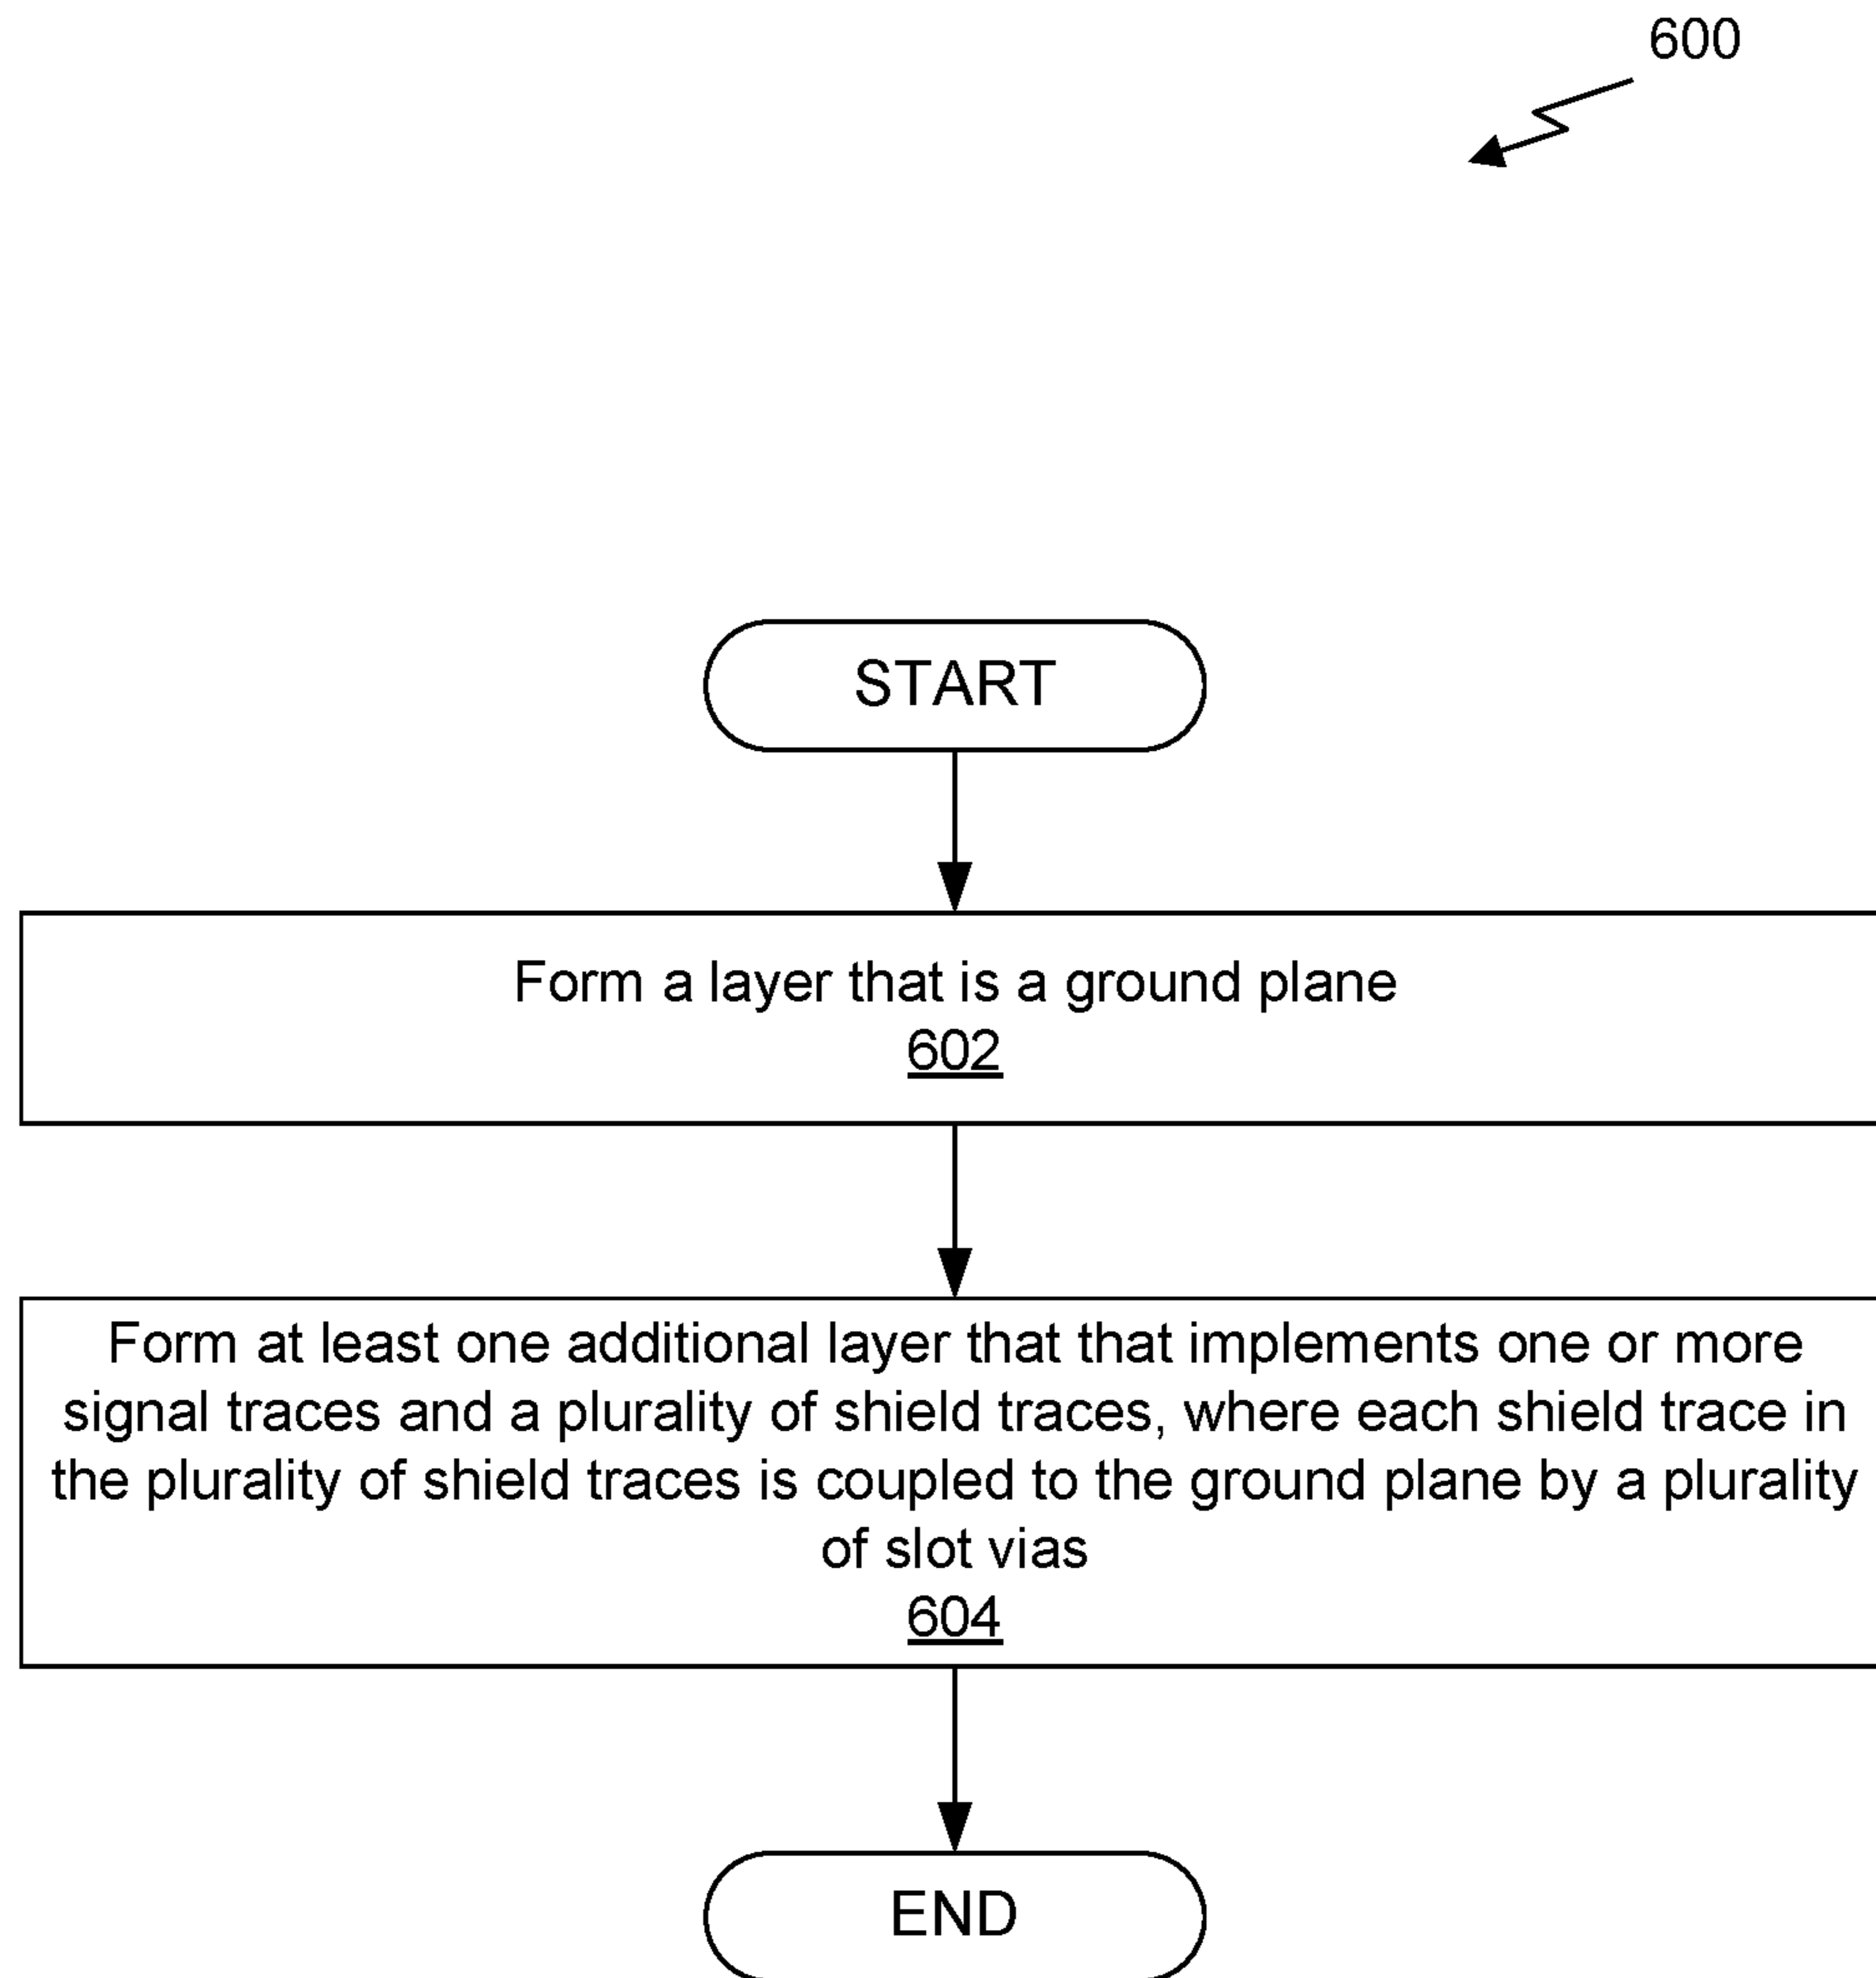 600
START
Form a layer that is a ground plane
602
Form at least one additional layer that that implements one or more
signal traces and a plurality of shield traces, where each shield trace in
the plurality of shield traces is coupled to the ground plane by a plurality
of slot vias
604
END